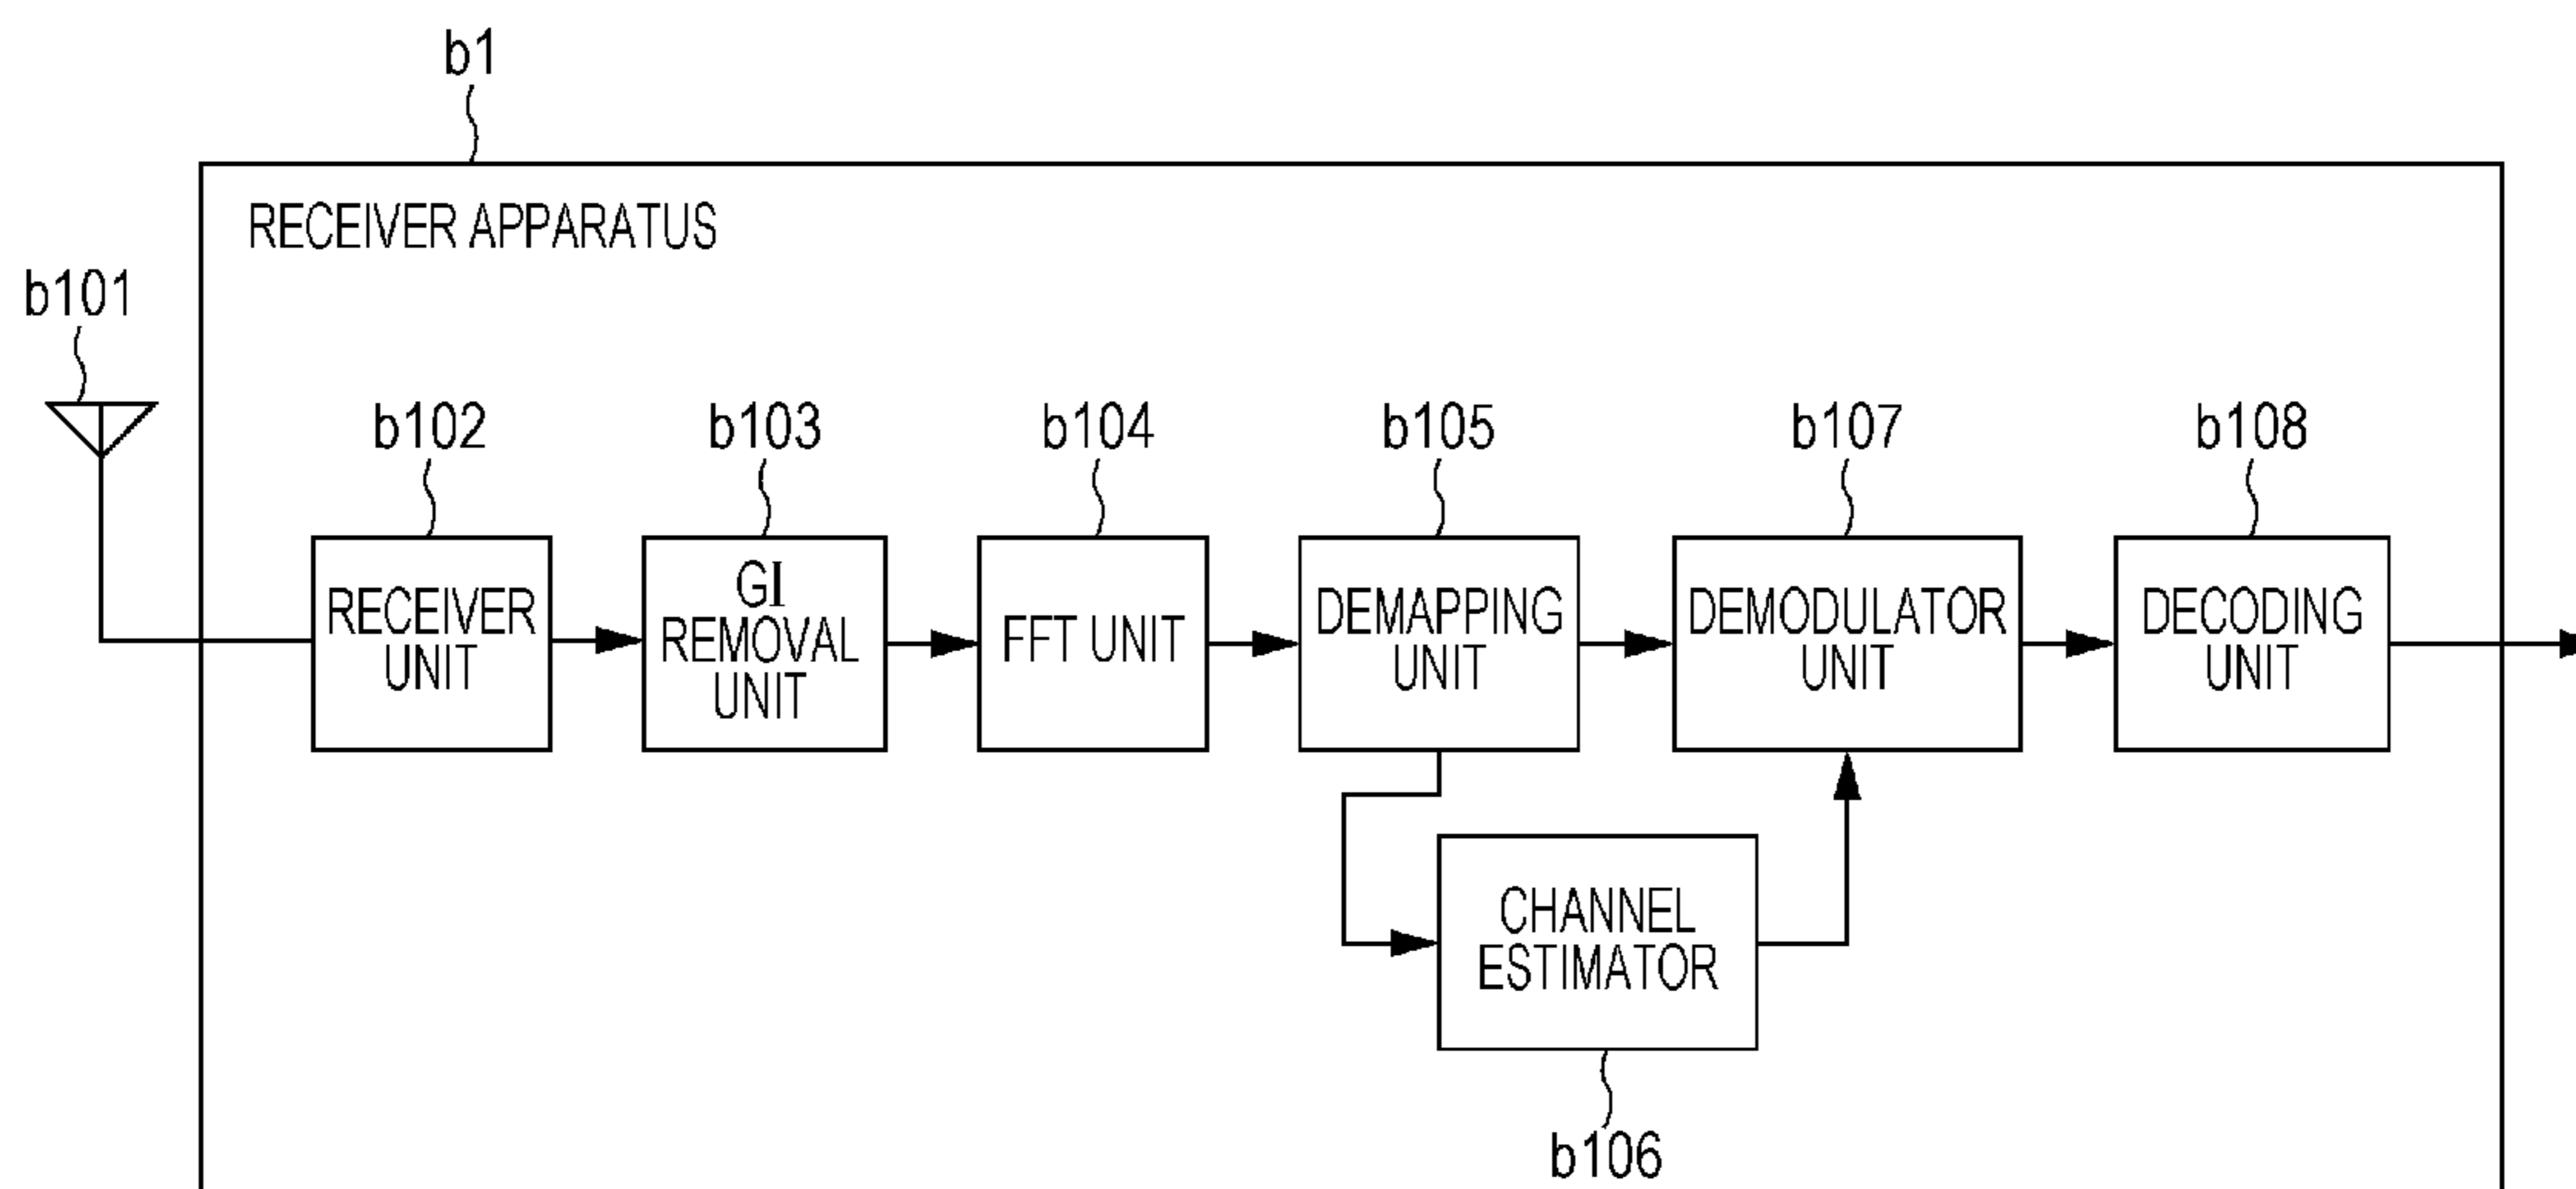 b1
RECEIVER APPARATUS
b101
b102
b103
b104
b105
b107
b108
RECEIVER
UNIT
GI
REMOVAL
UNIT
FFT UNIT
DEMAPPING
UNIT
DEMODULATOR
UNIT
DECODING
UNIT
CHANNEL
ESTIMATOR
b106